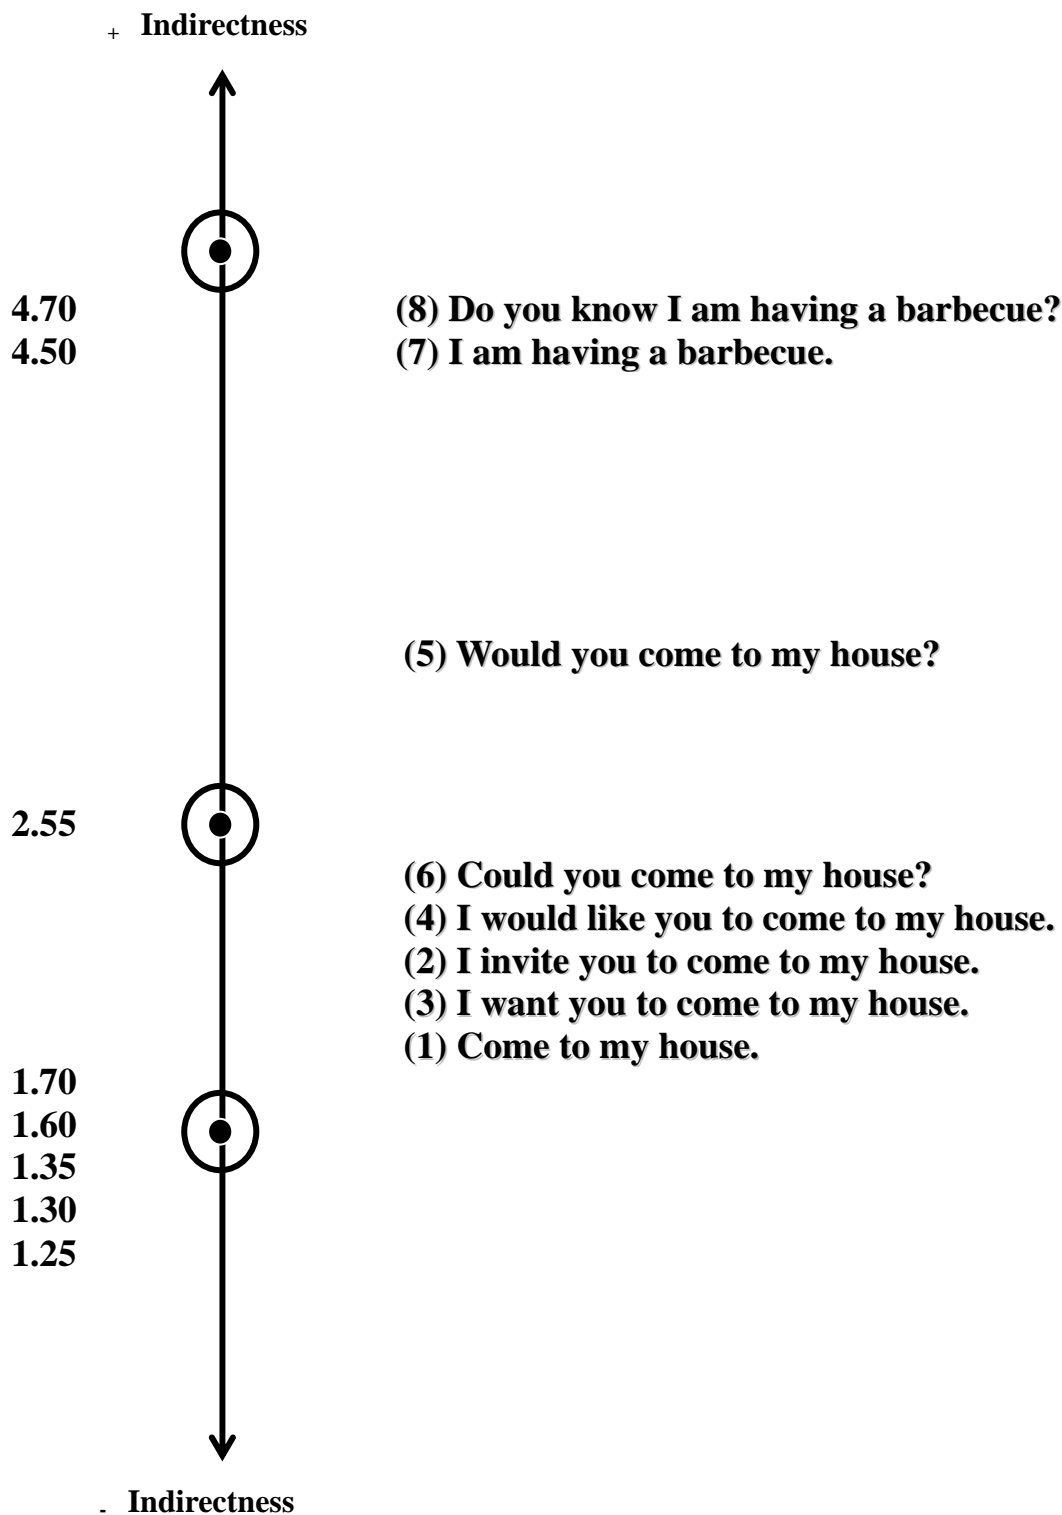 + Indirectness
4.70 (8) Do you know I am having a barbecue?
4.50 (7) I am having a barbecue.
(5) Would you come to my house?
2.55
(6) Could you come to my house?
(4) I would like you to come to my house.
(2) I invite you to come to my house.
(3) I want you to come to my house.
(1) Come to my house.
1.70
1.60
1.35
1.30
1.25
- Indirectness